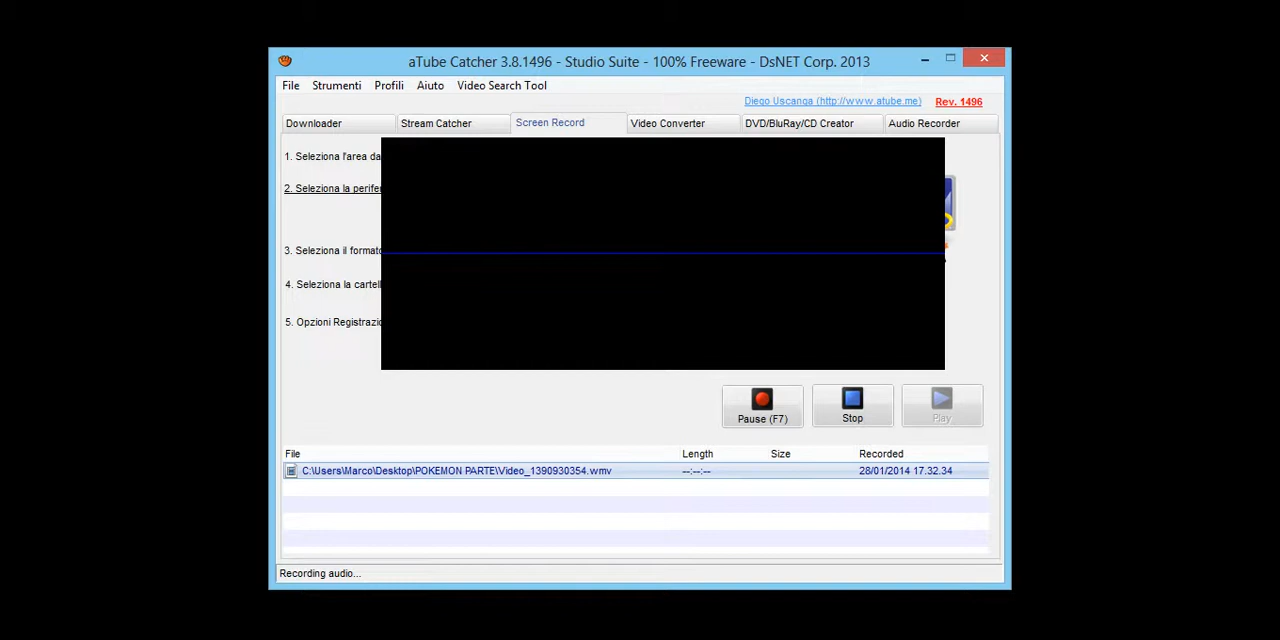 aTube Catcher 3.8.1496 - Studio Suite - 100% Freeware - DsNET Corp. 2013
File Strumenti Profili Aiuto Video Search Tool
Diego Uscanga (http://www.atube.me) Rev. 1496
Downloader Stream Catcher Screen Record Video Converter DVD/BluRay/CD Creator Audio Recorder
1. Seleziona l'area da
2. Seleziona la
3. Seleziona il
4. Seleziona la
5. Opzioni
Pause (F7) Stop Play
File Length Size Recorded
C:\Users\Marco\Desktop\POKEMON PARTE\Video_1390930354.wmv --:--:-- 28/01/2014 17.32.34
Recording audio...